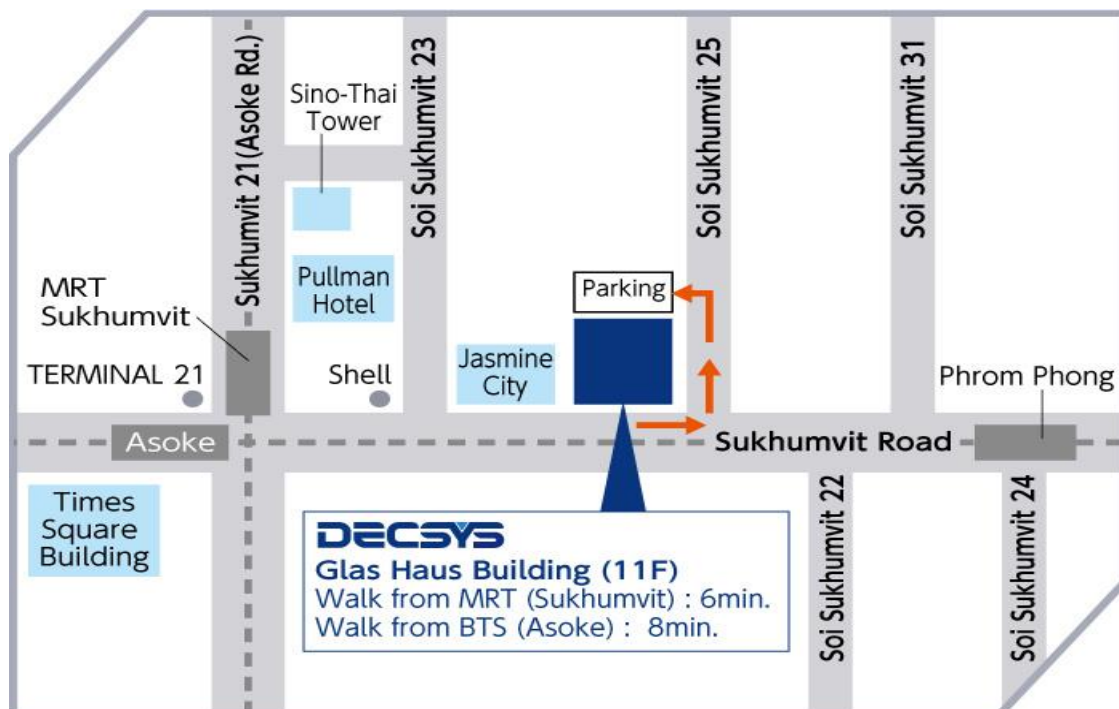 Sukhumvit 21(Asoke Rd.)
Soi Sukhumvit 23
Soi Sukhumvit 25
Soi Sukhumvit 31
Sino-Thai
Tower
Pullman
Hotel
MRT
Sukhumvit
TERMINAL 21
Shell
Jasmine
City
Parking
Phrom Phong
Asoke
Sukhumvit Road
Times
Square
Building
DECSYS
Glas Haus Building (11F)
Walk from MRT (Sukhumvit) : 6min.
Walk from BTS (Asoke) : 8min.
Soi Sukhumvit 22
Soi Sukhumvit 24